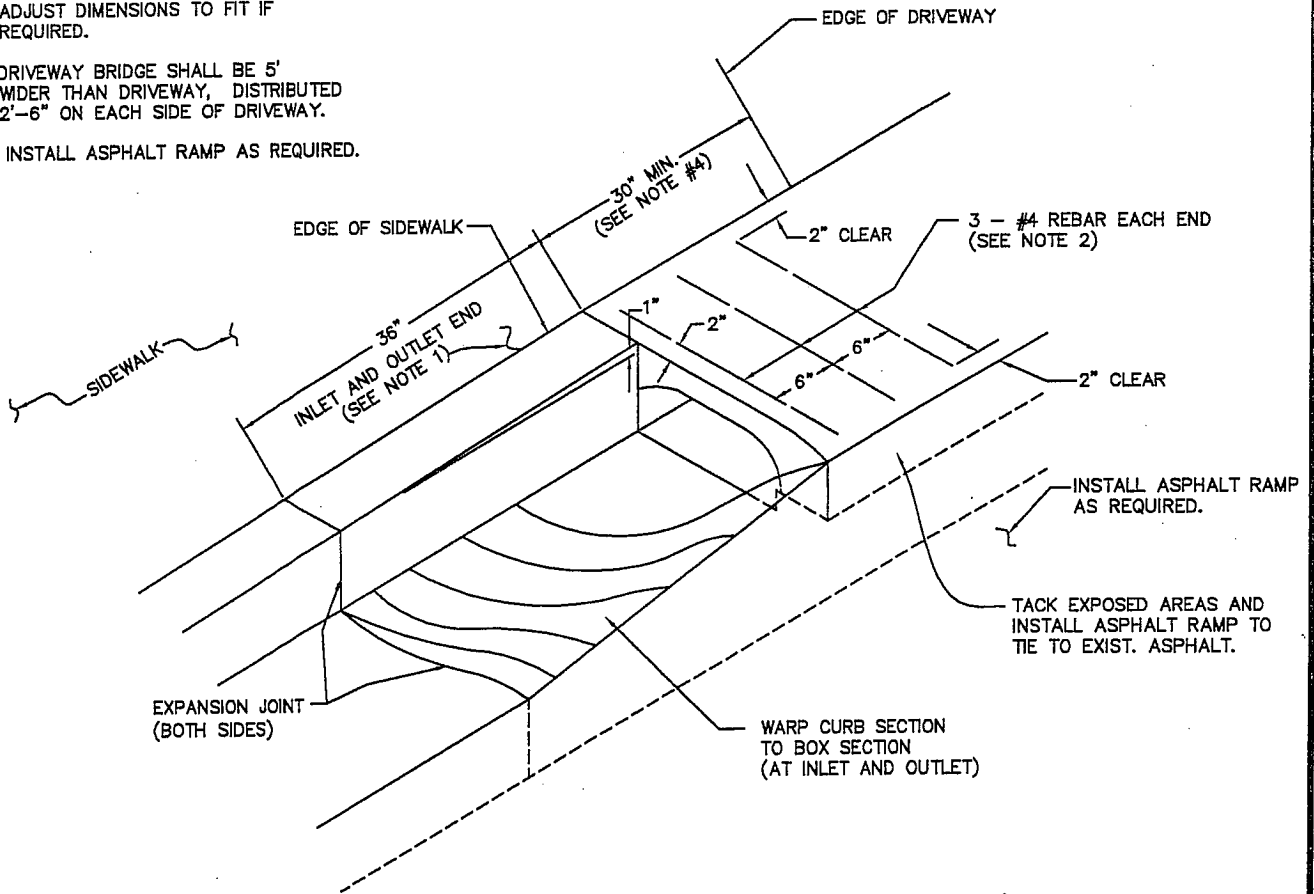 ADJUST DIMENSIONS TO FIT IF
REQUIRED.
DRIVEWAY BRIDGE SHALL BE 5'
WIDER THAN DRIVEWAY, DISTRIBUTED
2'-6" ON EACH SIDE OF DRIVEWAY.
INSTALL ASPHALT RAMP AS REQUIRED.
EDGE OF DRIVEWAY
30" MIN.
(SEE NOTE #4)
EDGE OF SIDEWALK
3 - #4 REBAR EACH END
(SEE NOTE 2)
2" CLEAR
36"
INLET AND OUTLET END
(SEE NOTE 1)
1"
2"
6"
6"
SIDEWALK
2" CLEAR
INSTALL ASPHALT RAMP
AS REQUIRED.
TACK EXPOSED AREAS AND
INSTALL ASPHALT RAMP TO
TIE TO EXIST. ASPHALT.
EXPANSION JOINT
(BOTH SIDES)
WARP CURB SECTION
TO BOX SECTION
(AT INLET AND OUTLET)